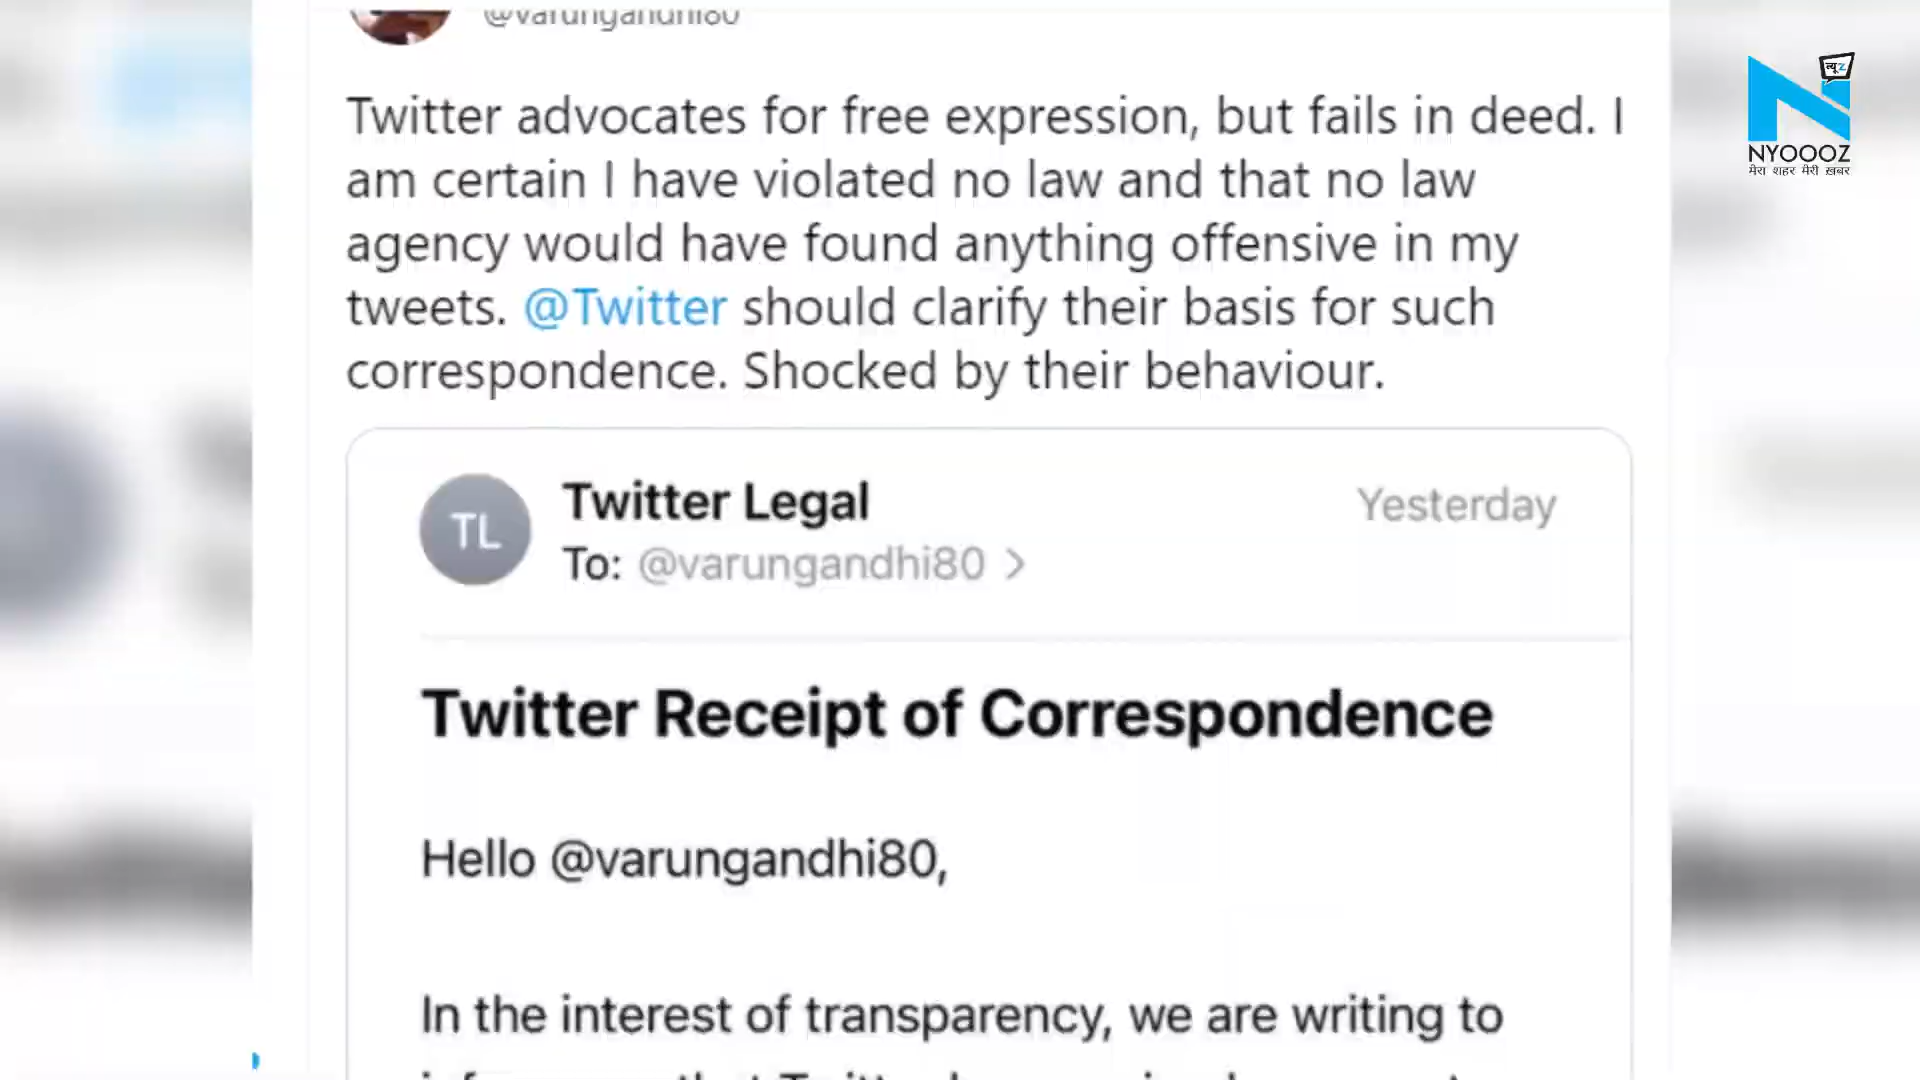 @varungandhi80
Twitter advocates for free expression, but fails in deed. I
am certain I have violated no law and that no law
agency would have found anything offensive in my
tweets. @Twitter should clarify their basis for such
correspondence. Shocked by their behaviour.
TL
Twitter Legal
Yesterday
To: @varungandhi80 >
Twitter Receipt of Correspondence
Hello @varungandhi80,
In the interest of transparency, we are writing to
न्यूz
NYOOOZ
मेरा शहर मेरी ख़बर